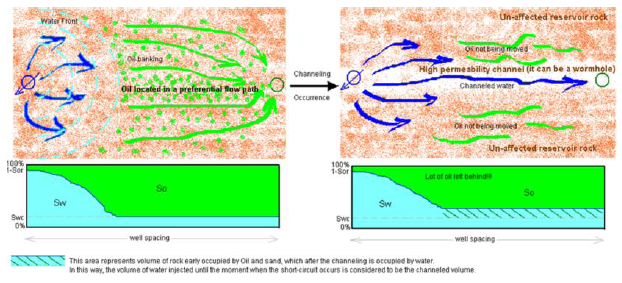 Water Front
Oil banking
Oil located in a preferential flow path
Channeling
Occurrence
Un-affected reservoir rock
Oil not being moved
High permeability channel (it can be a wormhole)
Channeled water
Oil not being moved
Un-affected reservoir rock
100%
1-Sor
Sw
So
Swc
0%
well spacing
100%
1-Sor
Lot of oil left behind!!!
Sw
So
Swc
0%
well spacing
This area represents volume of rock early occupied by Oil and sand, which after the channeling is occupied by water.
In this way, the volume of water injected until the moment when the short-circuit occurs is considered to be the channeled volume.